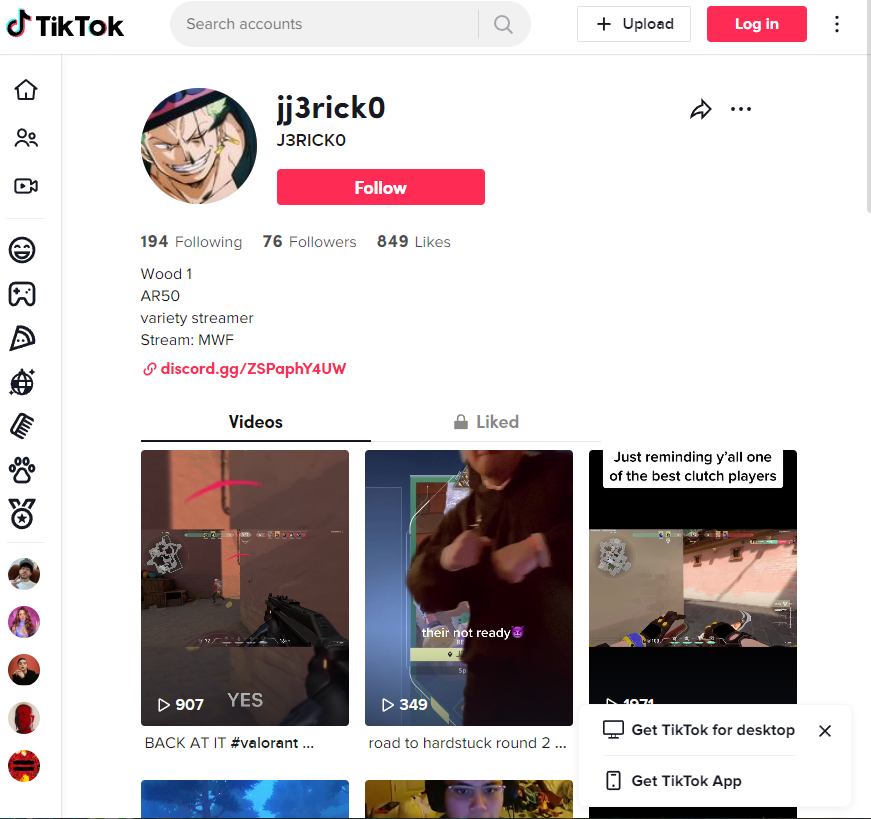 TikTok
Search accounts
Upload
Log in
jj3rick0
J3RICK0
Follow
194 Following 76 Followers 849 Likes
Wood 1
AR50
variety streamer
Stream: MWF
discord.gg/ZSPaphY4UW
Videos
Liked
Just reminding y'all one
of the best clutch players
their not ready😈
907
YES
349
1971
BACK AT IT #valorant ...
road to hardstuck round 2 ...
Get TikTok for desktop
Get TikTok App